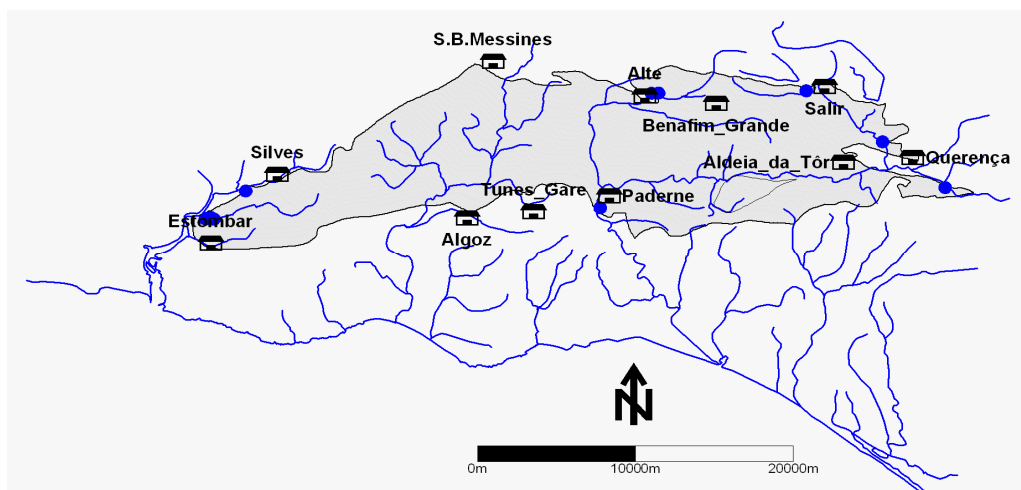 S.B.Messines
Alte
Salir
Benafim_Grande
Silves
Aldeia_da_Tôr
Querença
Tunes_Gare
Paderne
Estombar
Algoz
N
0m 10000m 20000m